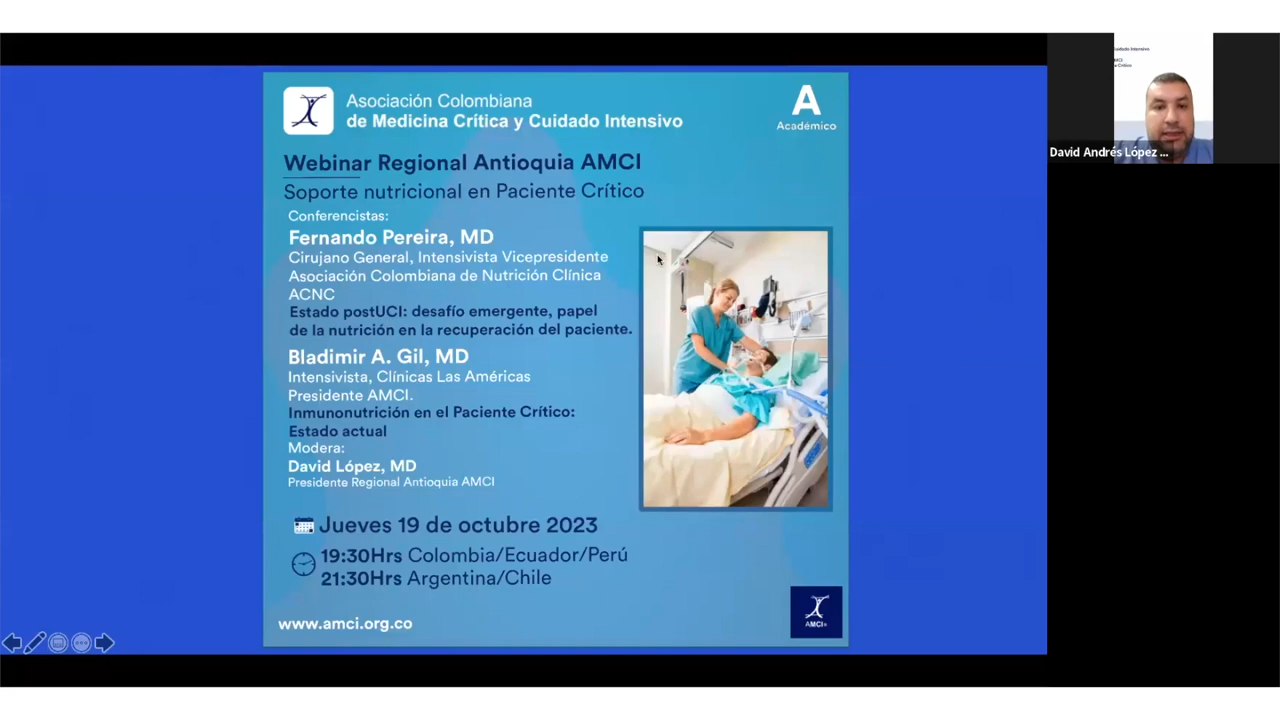 Asociación Colombiana
de Medicina Crítica y Cuidado Intensivo
A
Académico
Webinar Regional Antioquia AMCI
Soporte nutricional en Paciente Crítico
Conferencistas:
Fernando Pereira, MD
Cirujano General, Intensivista Vicepresidente
Asociación Colombiana de Nutrición Clínica
ACNC
Estado postUCI: desafío emergente, papel
de la nutrición en la recuperación del paciente.
Bladimir A. Gil, MD
Intensivista, Clínicas Las Américas
Presidente AMCI.
Inmunonutrición en el Paciente Crítico:
Estado actual
Modera:
David López, MD
Presidente Regional Antioquia AMCI
Jueves 19 de octubre 2023
19:30Hrs Colombia/Ecuador/Perú
21:30Hrs Argentina/Chile
www.amci.org.co
AMCI®
David Andrés López ...